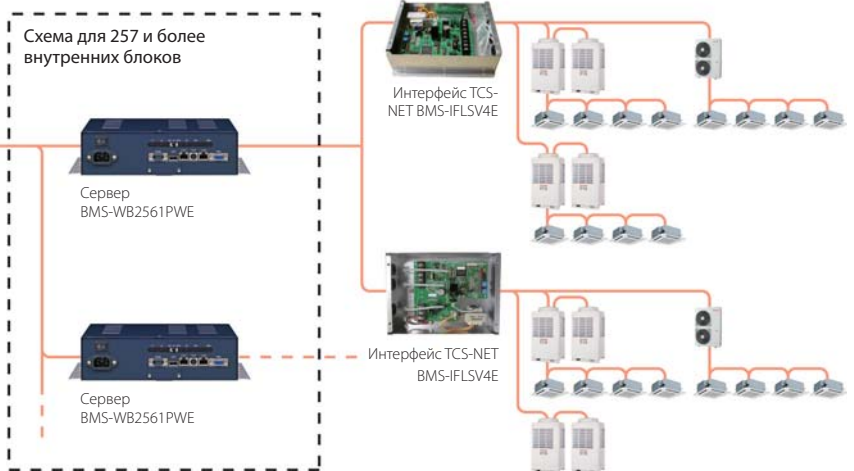 Схема для 257 и более
внутренних блоков
Интерфейс TCS-
NET BMS-IFLSV4E
Сервер
BMS-WB2561PWE
Интерфейс TCS-NET
BMS-IFLSV4E
Сервер
BMS-WB2561PWE